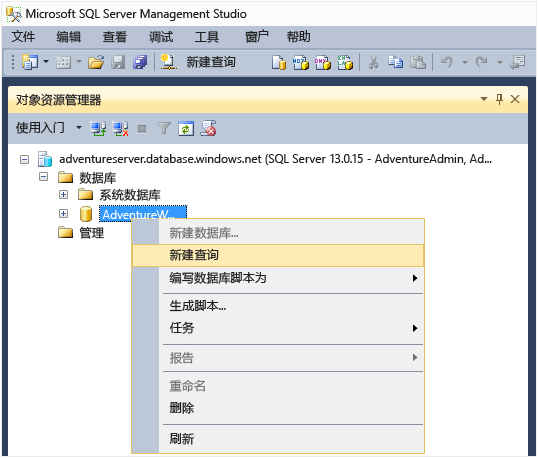 Microsoft SQL Server Management Studio
文件 编辑 查看 调试 工具 窗户 帮助
新建查询
对象资源管理器
使用入门
adventureserver.database.windows.net (SQL Server 13.0.15 - AdventureAdmin, Ad...
数据库
系统数据库
AdventureW...
管理
新建数据库...
新建查询
编写数据库脚本为
生成脚本...
任务
报告
重命名
删除
刷新